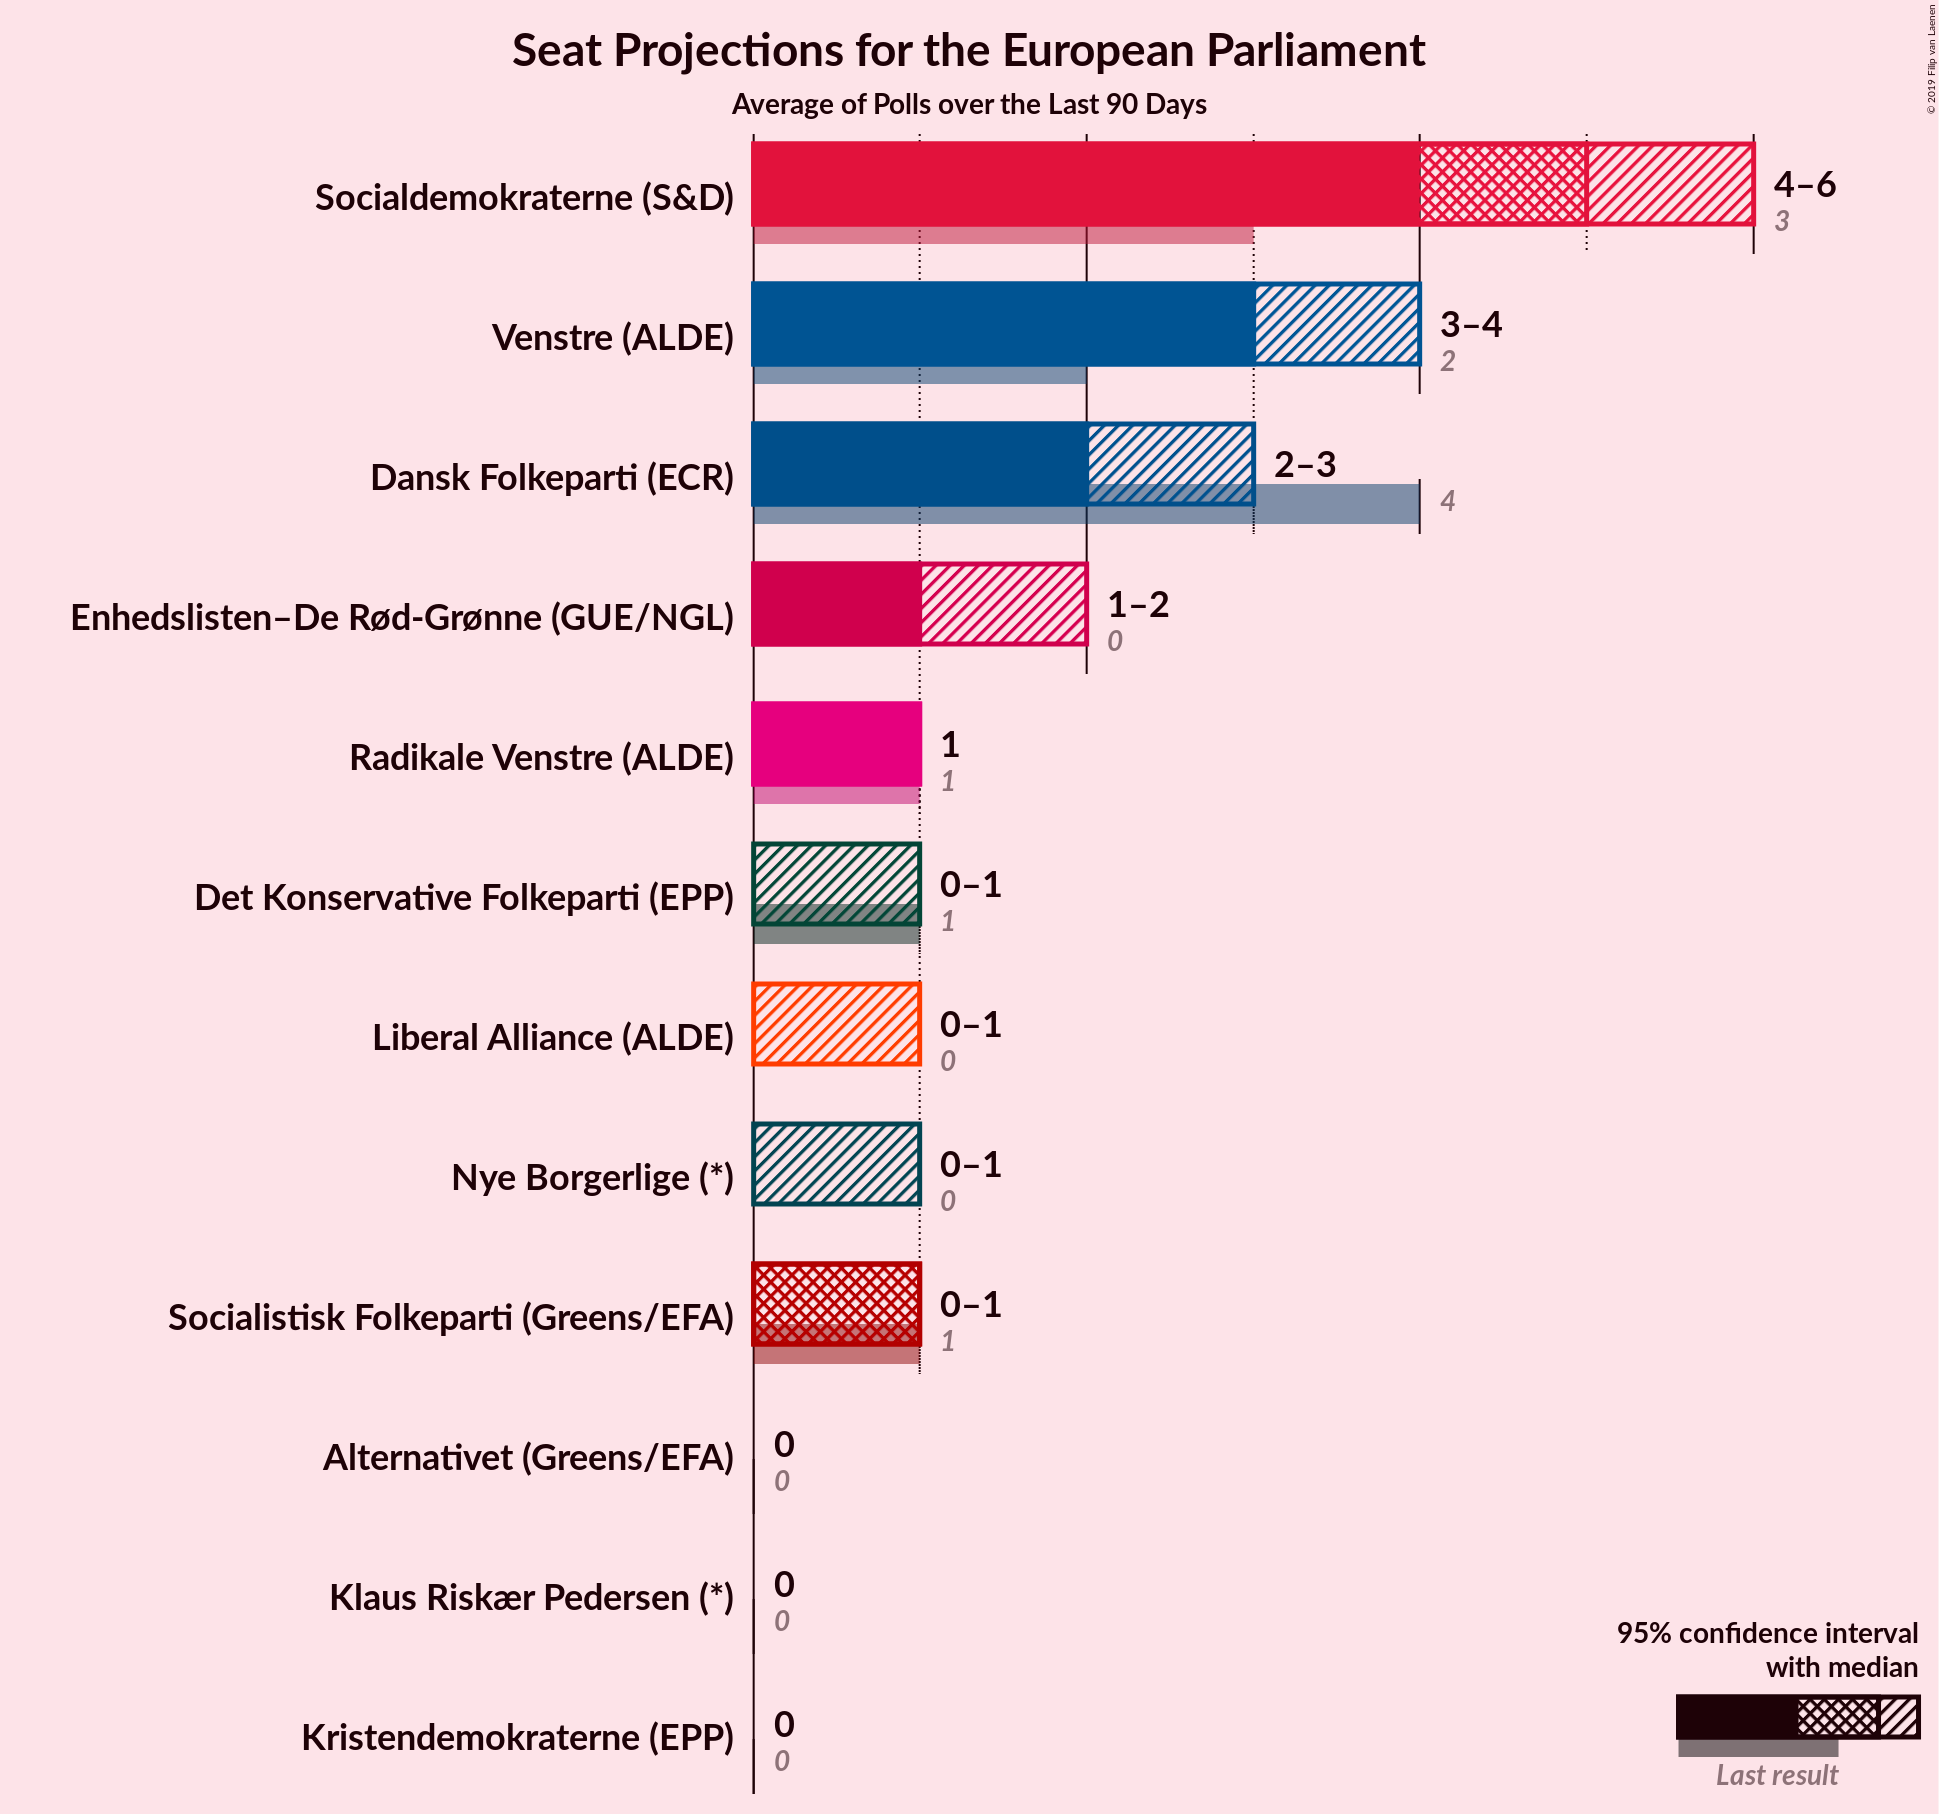 Seat Projections for the European Parliament
Average of Polls over the Last 90 Days
© 2019 Filip van Laenen
Socialdemokraterne (S&D)
4–6
3
Venstre (ALDE)
3–4
2
Dansk Folkeparti (ECR)
2–3
4
Enhedslisten–De Rød-Grønne (GUE/NGL)
1–2
0
Radikale Venstre (ALDE)
1
1
Det Konservative Folkeparti (EPP)
0–1
1
Liberal Alliance (ALDE)
0–1
0
Nye Borgerlige (*)
0–1
0
Socialistisk Folkeparti (Greens/EFA)
0–1
1
Alternativet (Greens/EFA)
0
0
Klaus Riskær Pedersen (*)
0
0
Kristendemokraterne (EPP)
0
0
95% confidence interval
with median
Last result